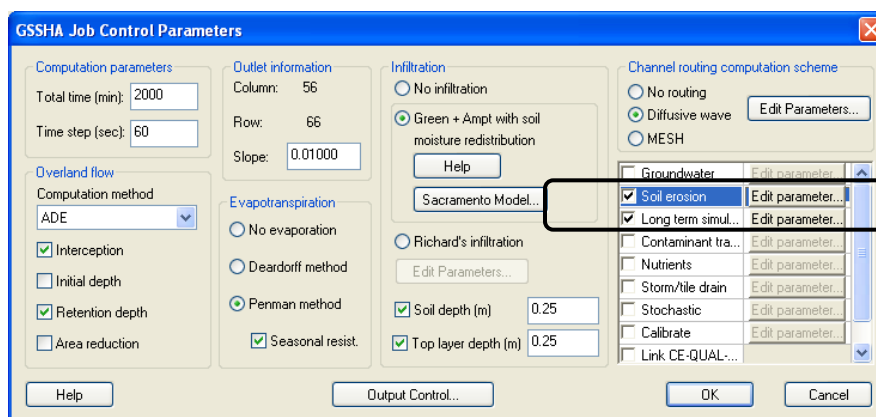 GSSHA Job Control Parameters
Computation parameters
Total time (min): 2000
Time step (sec): 60
Overland flow
Computation method
ADE
Interception
Initial depth
Retention depth
Area reduction
Outlet information
Column: 56
Row: 66
Slope: 0.01000
Evapotranspiration
No evaporation
Deardorff method
Penman method
Seasonal resist.
Infiltration
No infiltration
Green + Ampt with soil
moisture redistribution
Help
Sacramento Model...
Richard's infiltration
Edit Parameters...
Soil depth (m) 0.25
Top layer depth (m) 0.25
Channel routing computation scheme
No routing
Diffusive wave
MESH
Edit Parameters...
Groundwater Edit parameter...
Soil erosion Edit parameter...
Long term simul... Edit parameter...
Contaminant tra... Edit parameter...
Nutrients Edit parameter...
Storm/tile drain Edit parameter...
Stochastic Edit parameter...
Calibrate Edit parameter...
Link CE-QUAL-...
Help
Output Control...
OK
Cancel